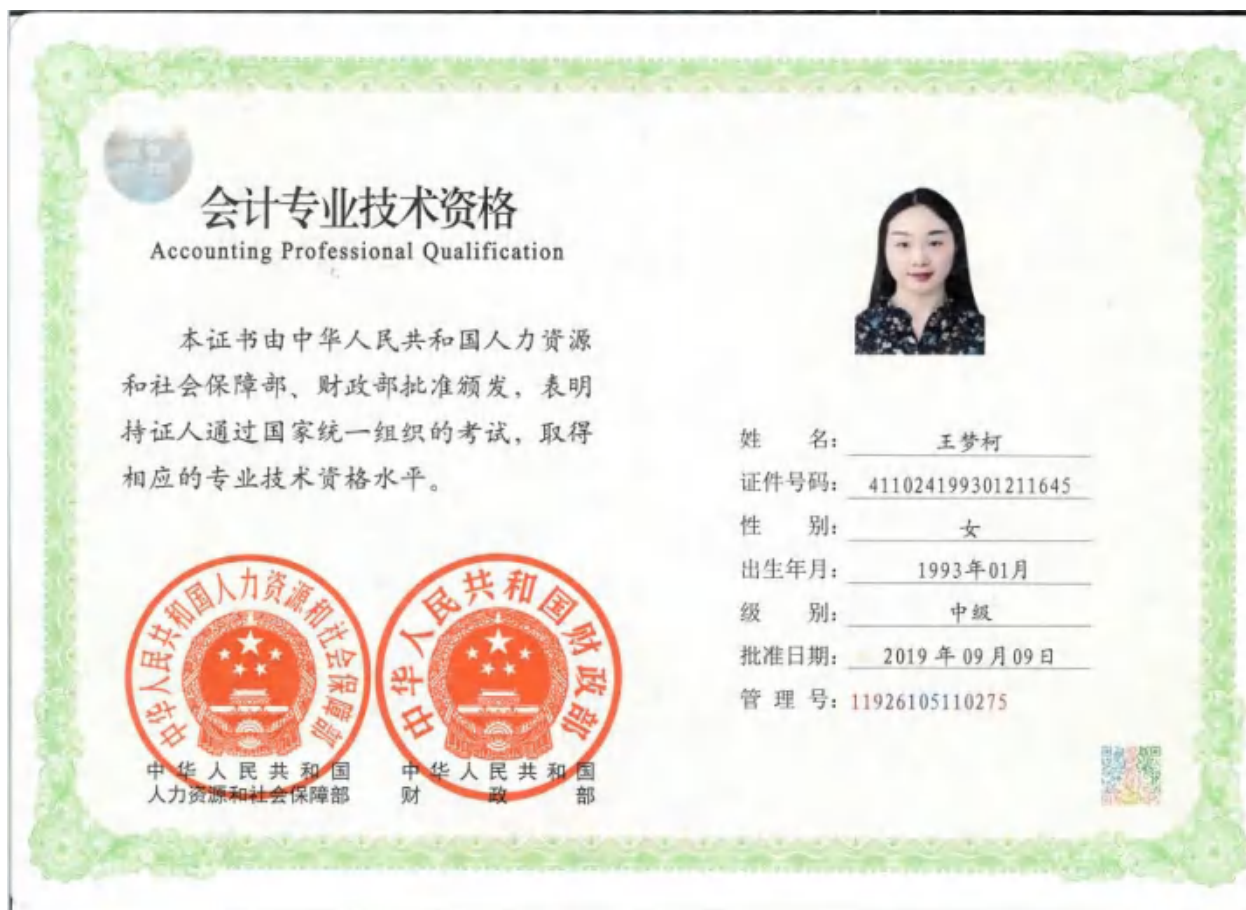 会计专业技术资格
Accounting Professional Qualification
本证书由中华人民共和国人力资源
和社会保障部、财政部批准颁发，表明
持证人通过国家统一组织的考试，取得
相应的专业技术资格水平。
中华人民共和国人力资源和社会保障部
中华人民共和国财政部
中华人民共和国
人力资源和社会保障部
中华人民共和国
财政部
姓名：王梦柯
证件号码：411024199301211645
性别：女
出生年月：1993年01月
级别：中级
批准日期：2019年09月09日
管理号：11926105110275